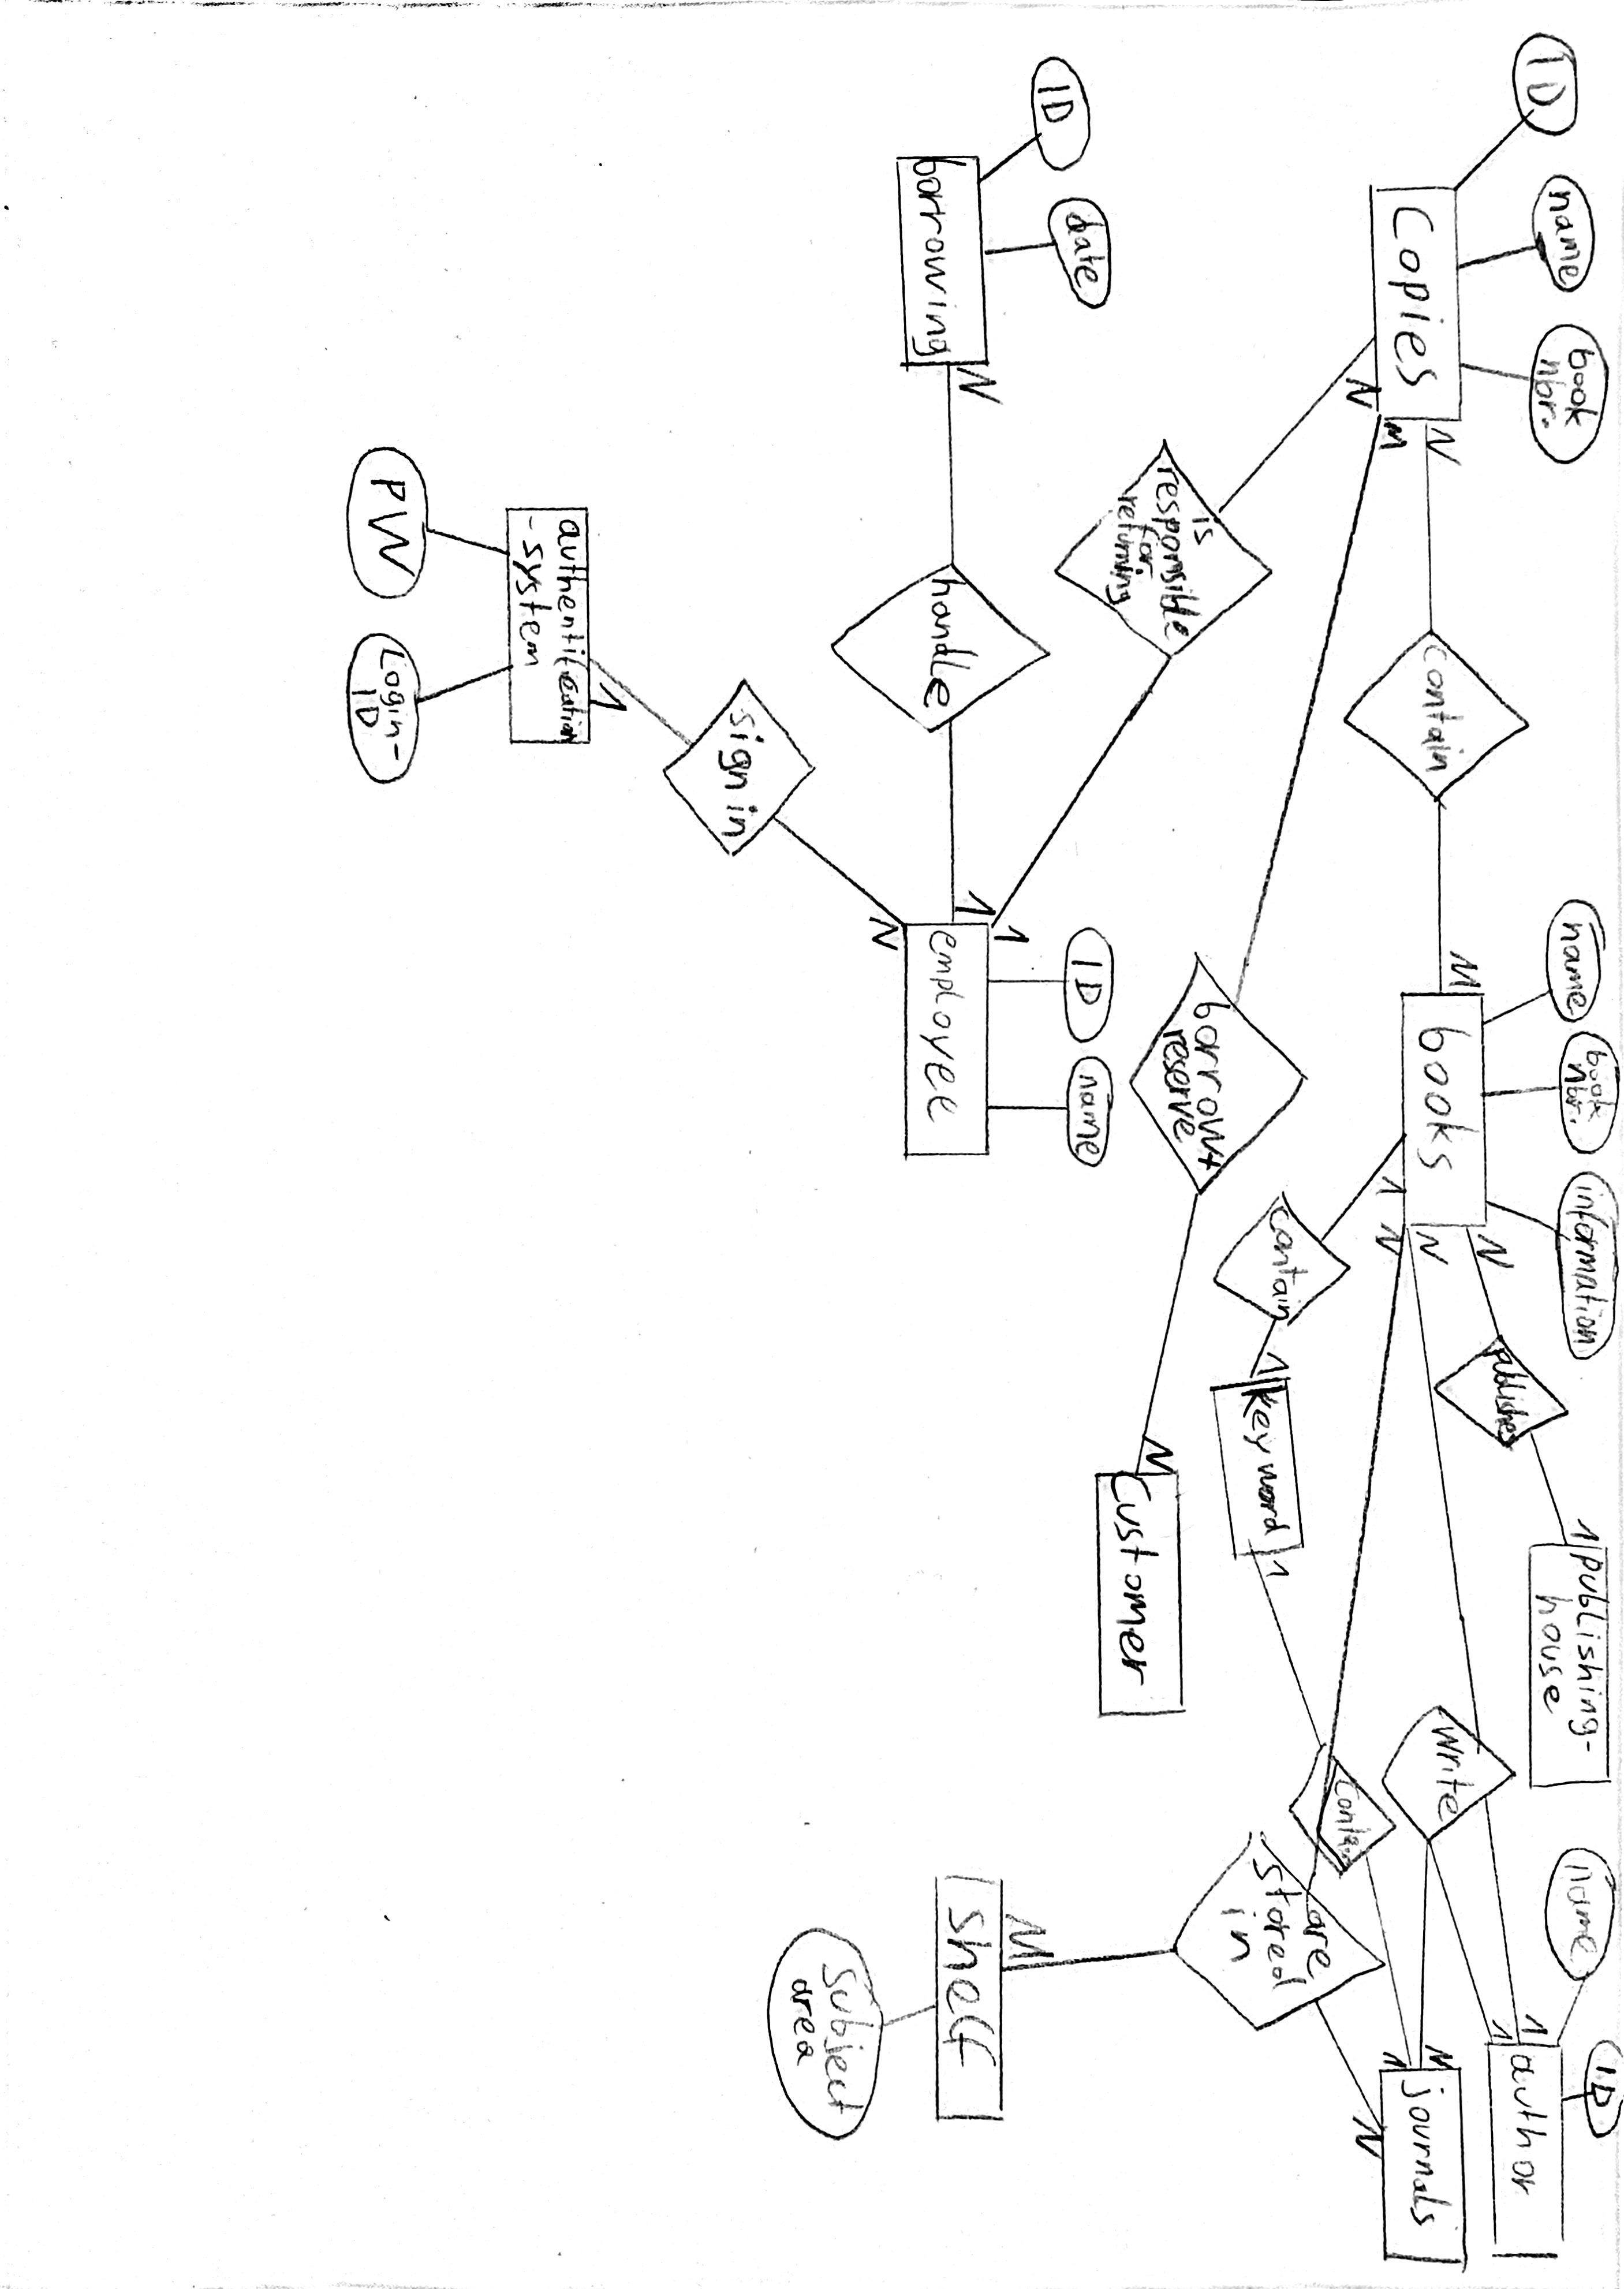 ID
name
book
nbr.
name
book
nbr.
information
1
publishing-
house
name
ID
publishes
1
author
1
N
contain
M
books
N
write
M
journals
Copies
N
M
N
1
N
1
N
contain
1
keyword
1
are
stored
in
is
responsible
for
returning
borrow+
reserve
M
Customer
ID
date
ID
name
1
N
1
M
borrowing
handle
employee
shelf
N
subject
area
sign in
1
authentification
-system
PW
Login-
ID